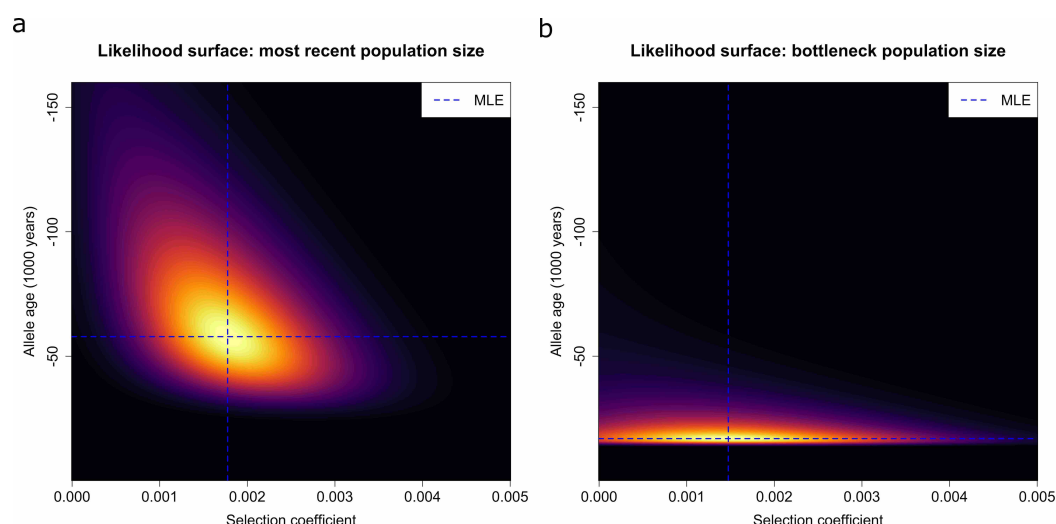 a
Likelihood surface: most recent population size
MLE
-150
-100
-50
Allele age (1000 years)
0.000 0.001 0.002 0.003 0.004 0.005
Selection coefficient
b
Likelihood surface: bottleneck population size
MLE
-150
-100
-50
Allele age (1000 years)
0.000 0.001 0.002 0.003 0.004 0.005
Selection coefficient